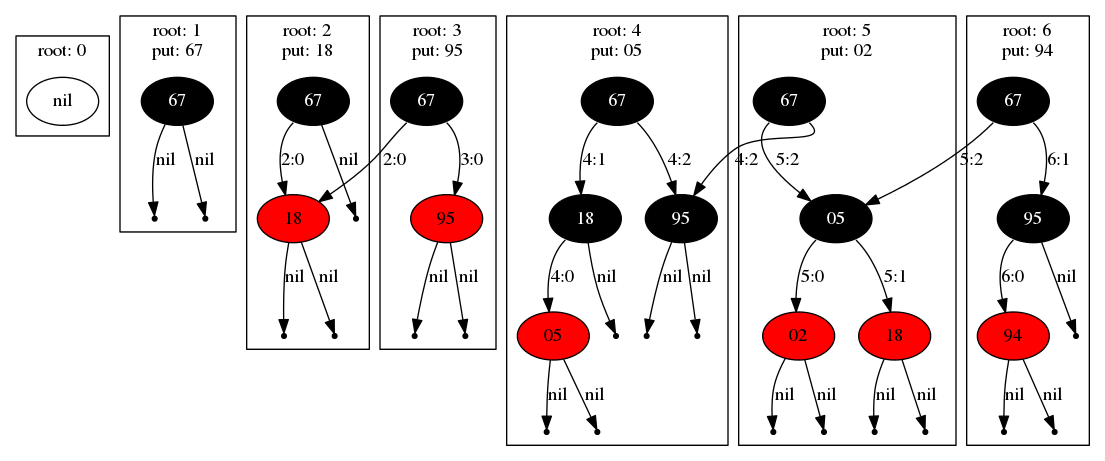 root: 0
nil
root: 1
put: 67
67
nil
nil
root: 2
put: 18
67
2:0
nil
18
nil
nil
root: 3
put: 95
67
2:0
3:0
95
nil
nil
root: 4
put: 05
67
4:1
4:2
18
95
4:0
nil
nil
nil
05
nil
nil
root: 5
put: 02
67
4:2
5:2
05
5:0
5:1
02
18
nil
nil
nil
nil
root: 6
put: 94
67
5:2
6:1
95
6:0
nil
94
nil
nil